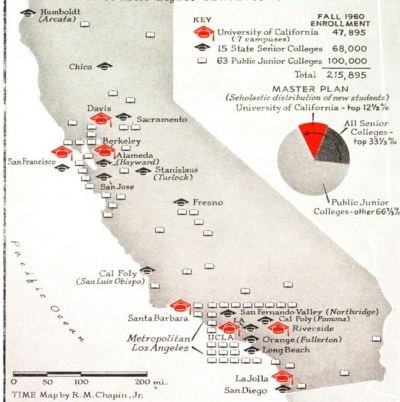 Humboldt
(Arcata)
KEY
FALL 1960
ENROLLMENT
University of California 47,895
(7 campuses)
15 State Senior Colleges 68,000
63 Public Junior Colleges 100,000
Total 215,895
MASTER PLAN
(Scholastic distribution of new students)
University of California - top 12½%
All Senior
Colleges -
top 33⅓%
Public Junior
Colleges - other 66⅔%
Chico
Davis
Sacramento
Berkeley
San Francisco
Alameda
(Hayward)
Stanislaus
(Turlock)
San Jose
Fresno
Pacific Ocean
Cal Poly
(San Luis Obispo)
Santa Barbara
San Fernando Valley (Northridge)
LA
Cal Poly (Pomona)
UCLA
Riverside
Metropolitan
Los Angeles
Orange (Fullerton)
Long Beach
La Jolla
San Diego
0 50 100 200 mi.
TIME Map by R. M. Chapin, Jr.